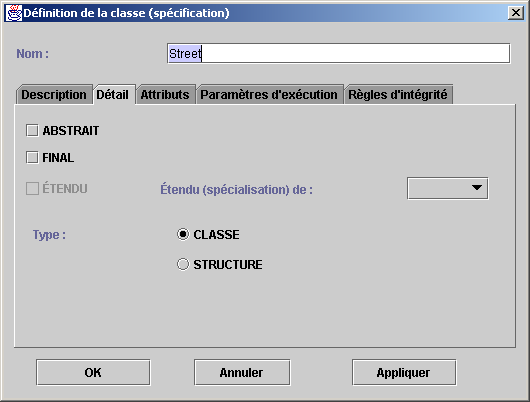 Définition de la classe (spécification)
Nom : Street
Description Détail Attributs Paramètres d'exécution Règles d'intégrité
ABSTRAIT
FINAL
ÉTENDU Étendu (spécialisation) de :
Type : CLASSE
STRUCTURE
OK Annuler Appliquer